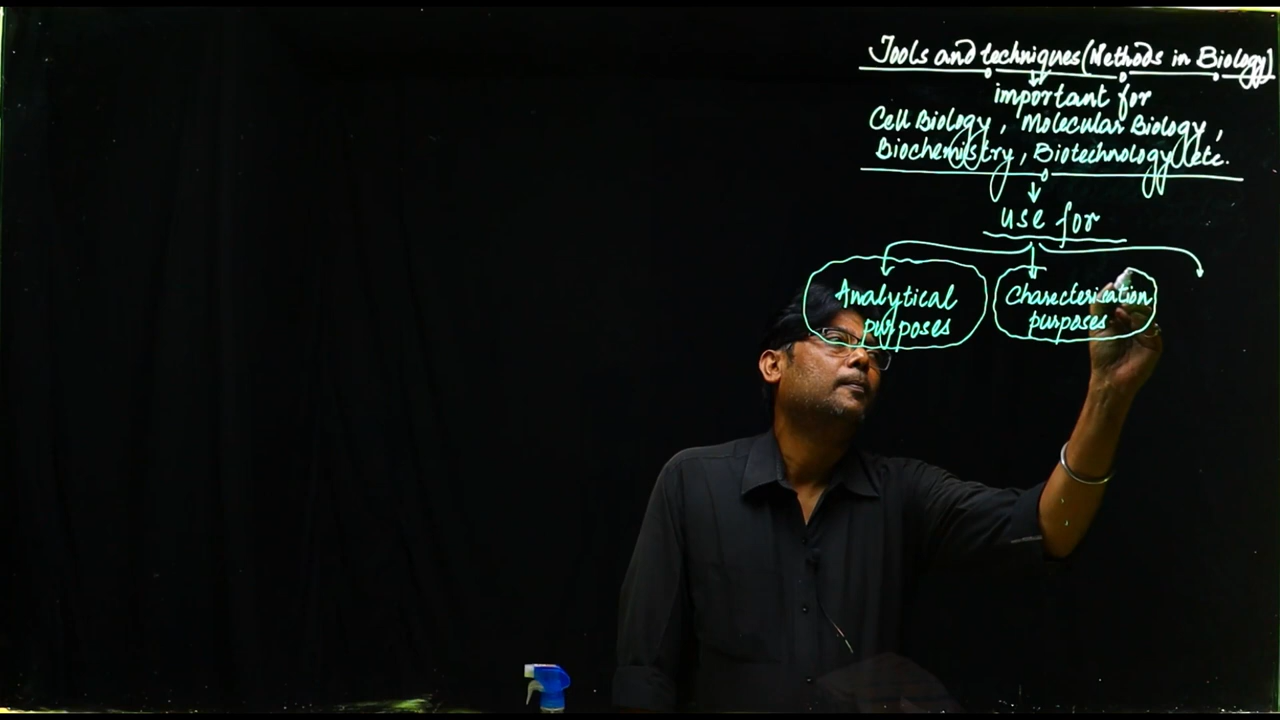 Tools and techniques (Methods in Biology)
important for
Cell Biology, Molecular Biology,
Biochemistry, Biotechnology etc.
use for
Analytical
purposes
Charecterication
purposes